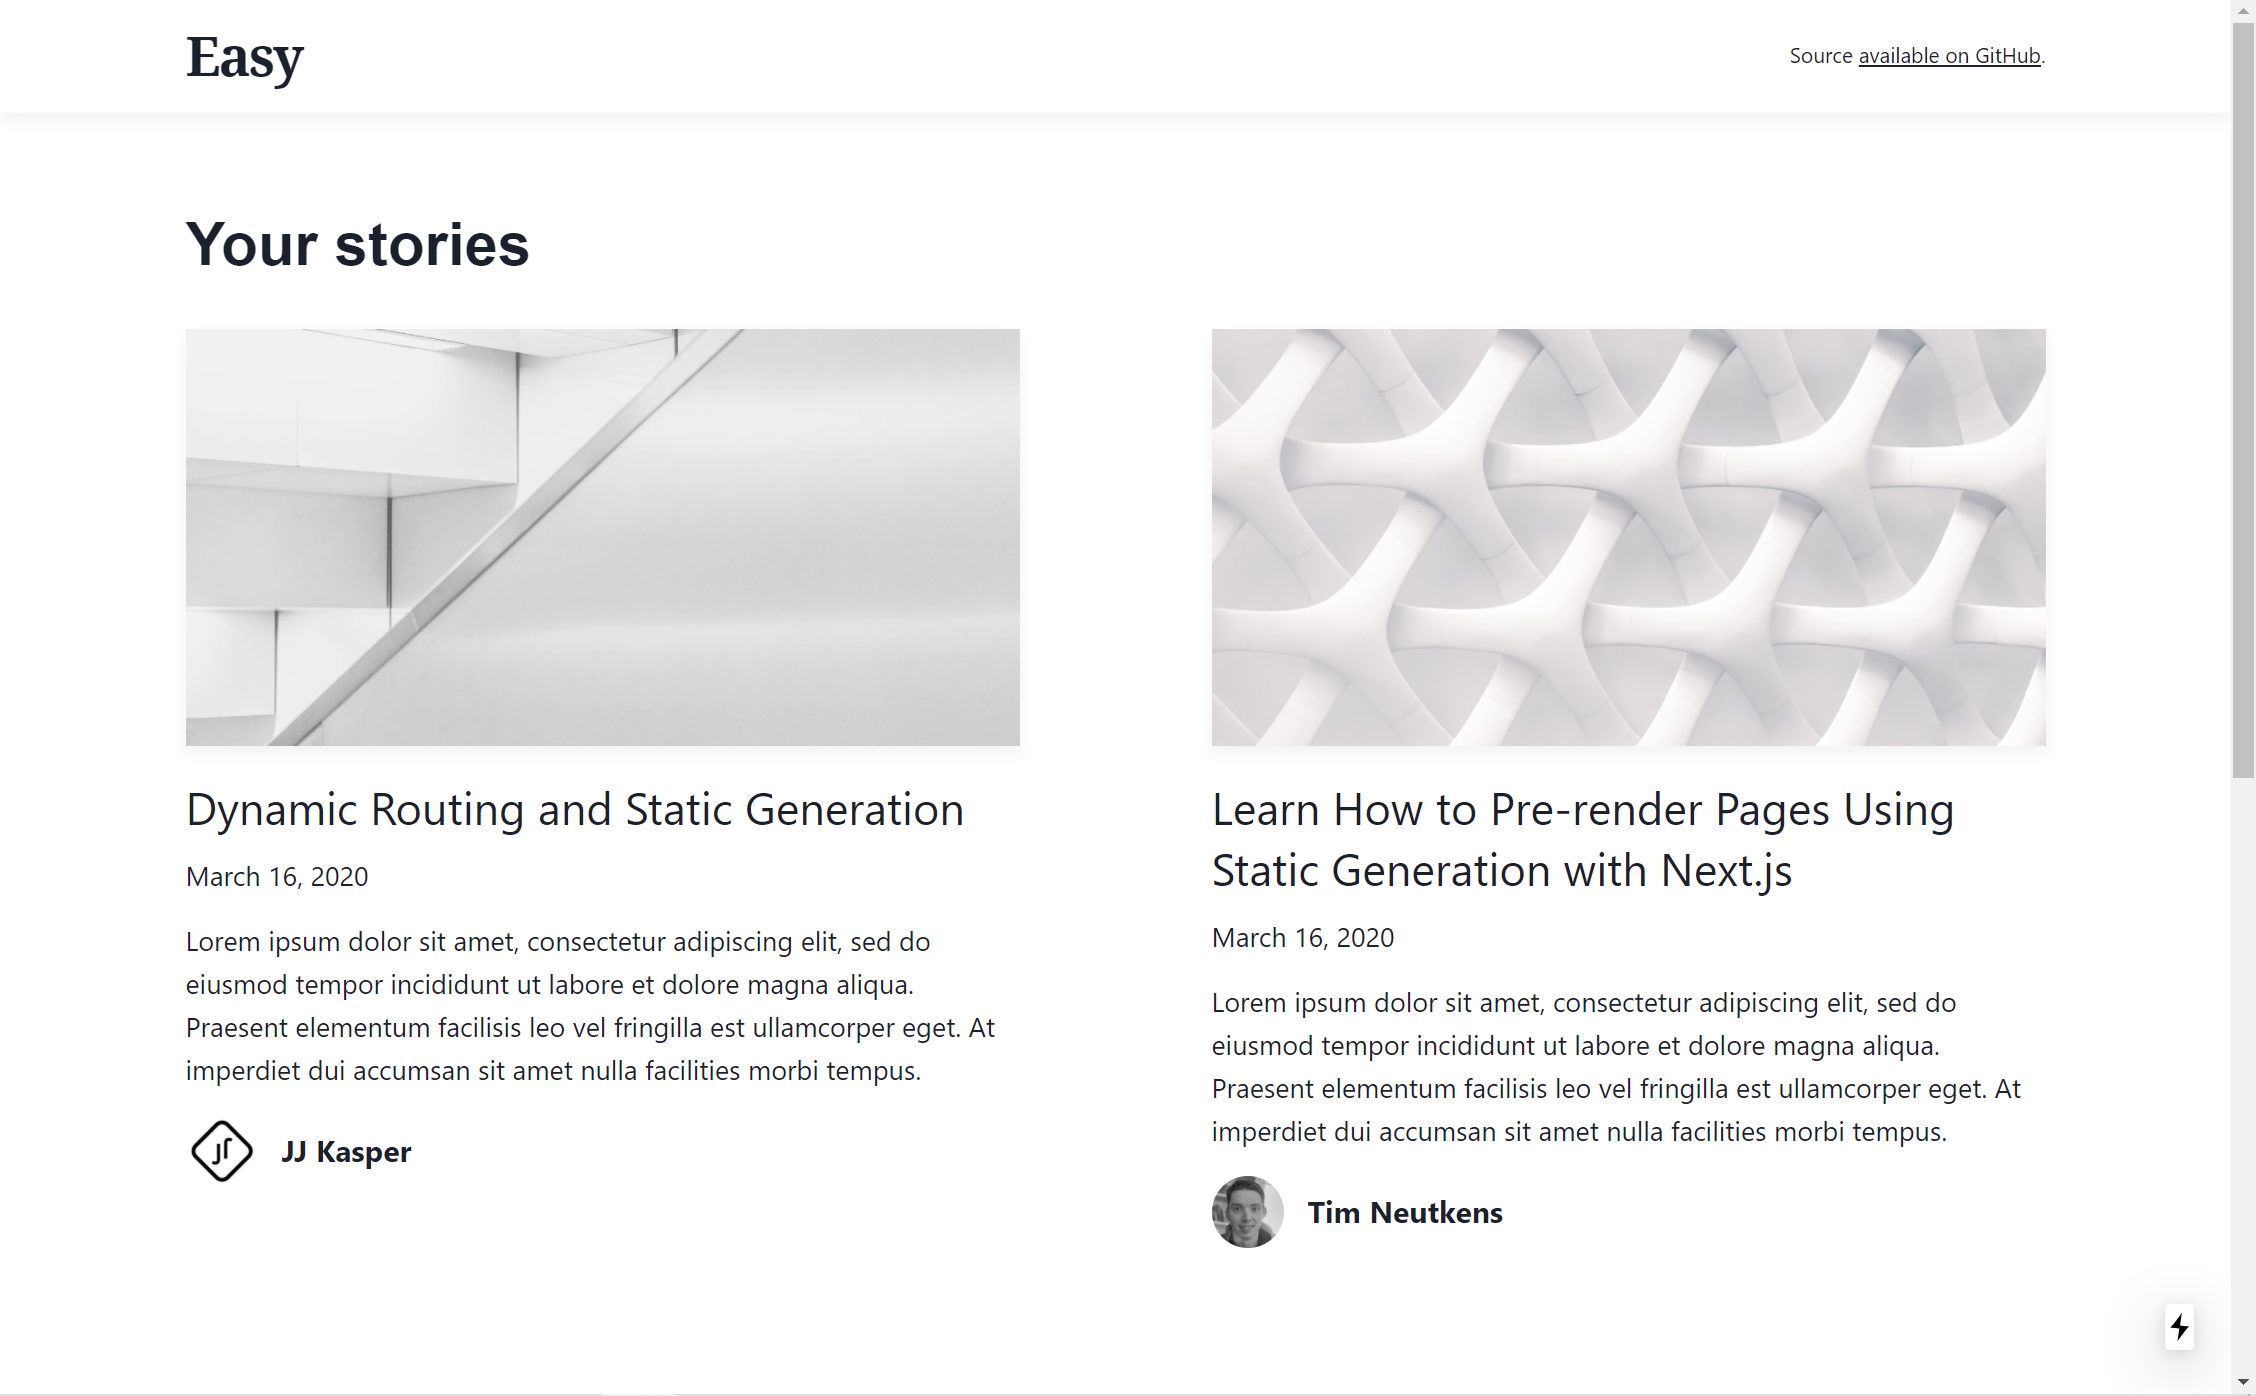 Easy
Source available on GitHub.
Your stories
Dynamic Routing and Static Generation
March 16, 2020
Lorem ipsum dolor sit amet, consectetur adipiscing elit, sed do
eiusmod tempor incididunt ut labore et dolore magna aliqua.
Praesent elementum facilisis leo vel fringilla est ullamcorper eget. At
imperdiet dui accumsan sit amet nulla facilities morbi tempus.
JJ Kasper
Learn How to Pre-render Pages Using
Static Generation with Next.js
March 16, 2020
Lorem ipsum dolor sit amet, consectetur adipiscing elit, sed do
eiusmod tempor incididunt ut labore et dolore magna aliqua.
Praesent elementum facilisis leo vel fringilla est ullamcorper eget. At
imperdiet dui accumsan sit amet nulla facilities morbi tempus.
Tim Neutkens